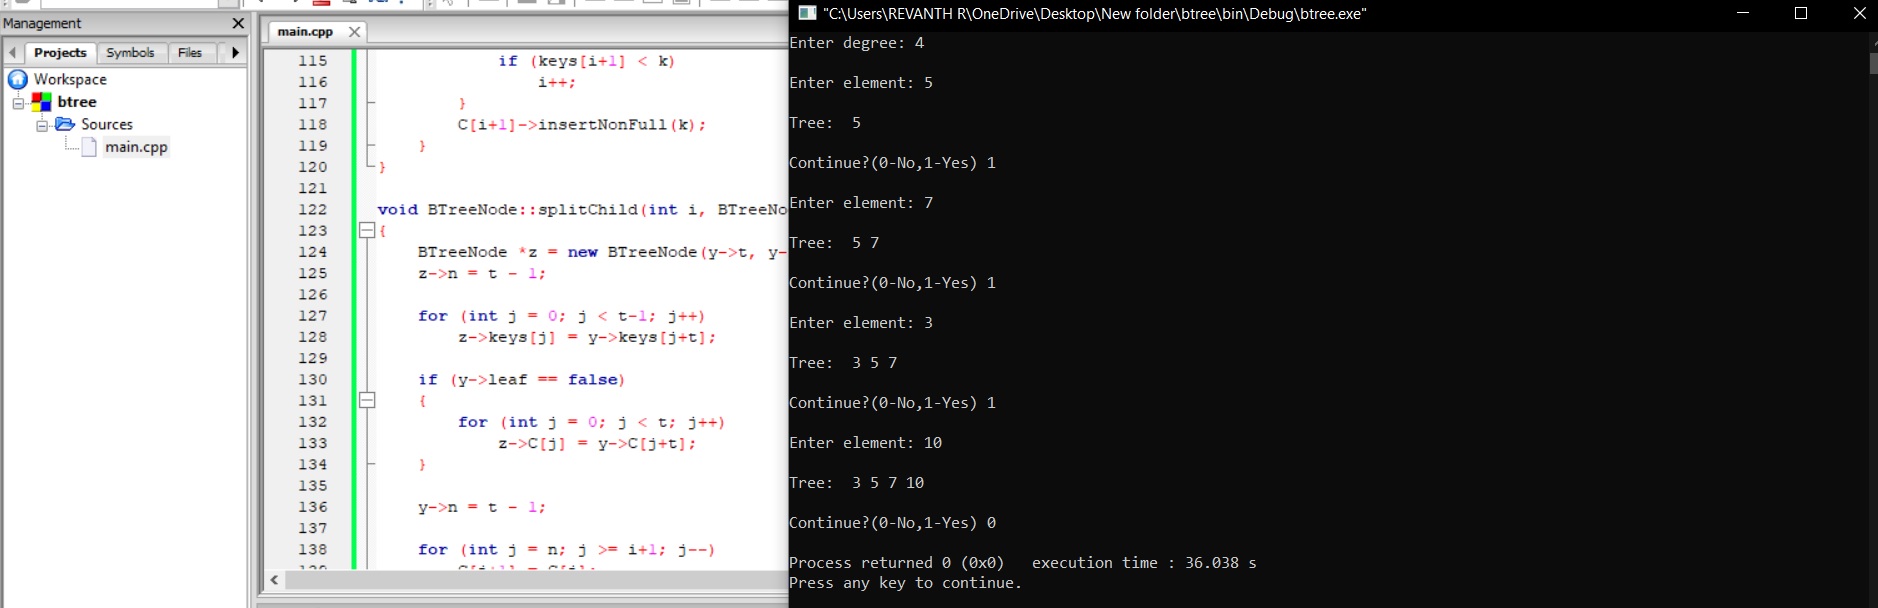 Management
Projects Symbols Files
Workspace
btree
Sources
main.cpp
main.cpp
115 if (keys[i+1] < k)
116 i++;
117 }
118 C[i+1]->insertNonFull(k);
119 }
120 }
121
122 void BTreeNode::splitChild(int i, BTreeNo
123 {
124 BTreeNode *z = new BTreeNode(y->t, y-
125 z->n = t - 1;
126
127 for (int j = 0; j < t-1; j++)
128 z->keys[j] = y->keys[j+t];
129
130 if (y->leaf == false)
131 {
132 for (int j = 0; j < t; j++)
133 z->C[j] = y->C[j+t];
134 }
135
136 y->n = t - 1;
137
138 for (int j = n; j >= i+1; j--)
"C:\Users\REVANTH R\OneDrive\Desktop\New folder\btree\bin\Debug\btree.exe"
Enter degree: 4
Enter element: 5
Tree:  5
Continue?(0-No,1-Yes) 1
Enter element: 7
Tree:  5 7
Continue?(0-No,1-Yes) 1
Enter element: 3
Tree:  3 5 7
Continue?(0-No,1-Yes) 1
Enter element: 10
Tree:  3 5 7 10
Continue?(0-No,1-Yes) 0
Process returned 0 (0x0)   execution time : 36.038 s
Press any key to continue.